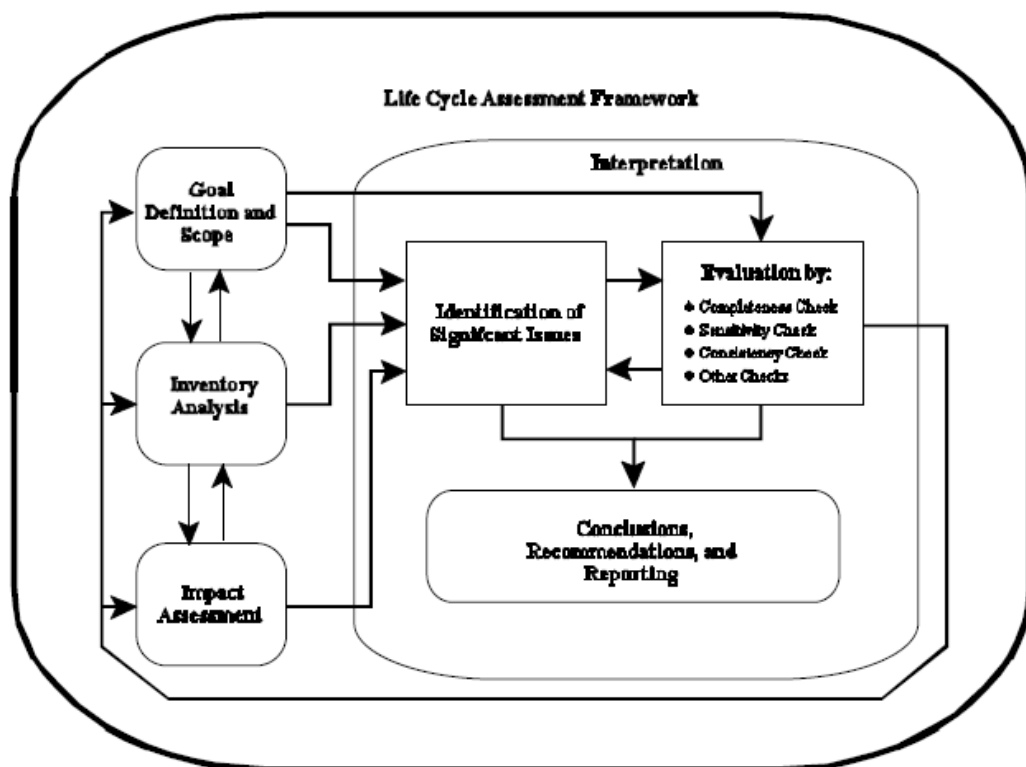 Life Cycle Assessment Framework
Goal
Definition and
Scope
Inventory
Analysis
Impact
Assessment
Interpretation
Identification of
Significant Issues
Evaluation by:
● Completeness Check
● Sensitivity Check
● Consistency Check
● Other Checks
Conclusions,
Recommendations, and
Reporting